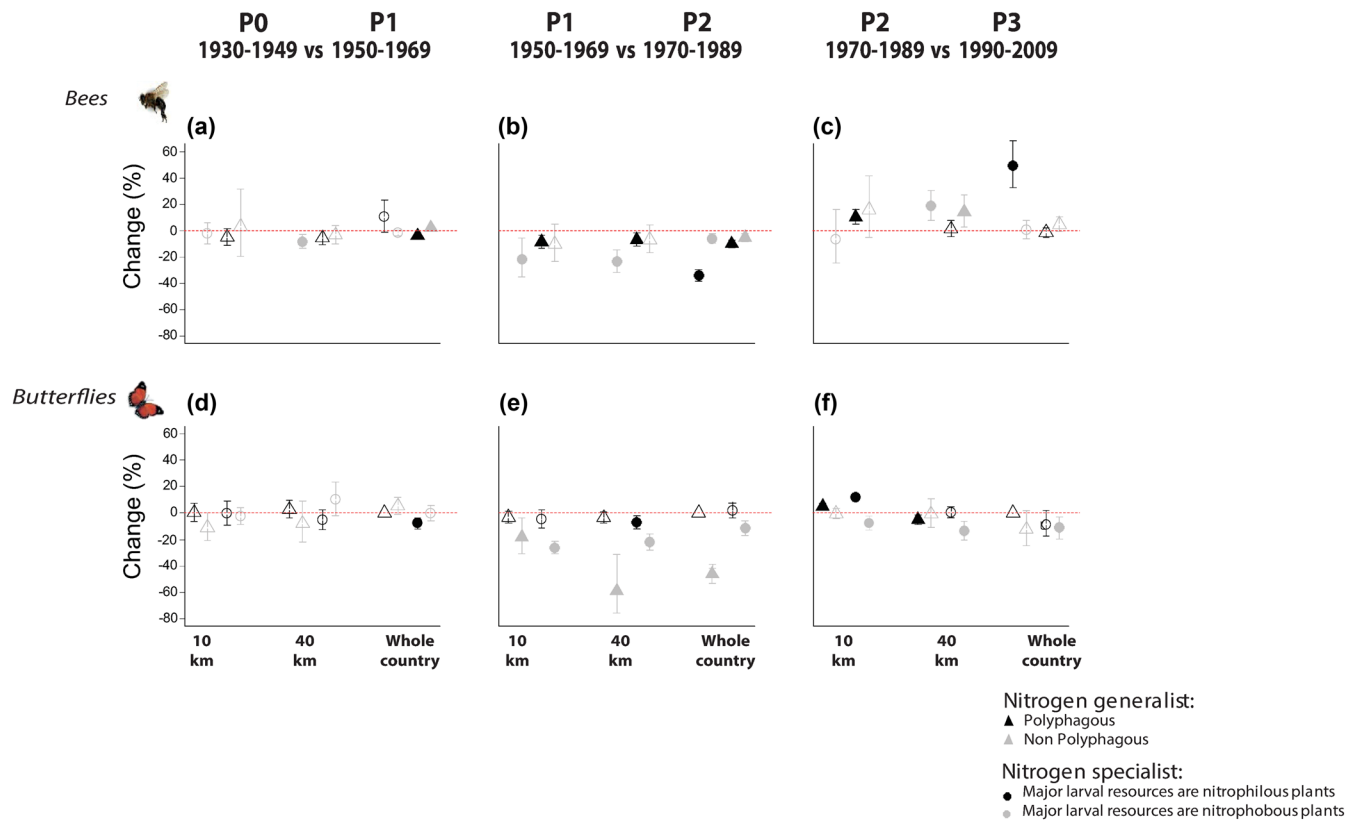 P0 P1
1930-1949 vs 1950-1969
P1 P2
1950-1969 vs 1970-1989
P2 P3
1970-1989 vs 1990-2009
Bees
(a)
(b)
(c)
Change (%)
60
40
20
0
-20
-40
-60
-80
Butterflies
(d)
(e)
(f)
Change (%)
60
40
20
0
-20
-40
-60
-80
10 km
40 km
Whole country
10 km
40 km
Whole country
10 km
40 km
Whole country
Nitrogen generalist:
Polyphagous
Non Polyphagous
Nitrogen specialist:
Major larval resources are nitrophilous plants
Major larval resources are nitrophobous plants